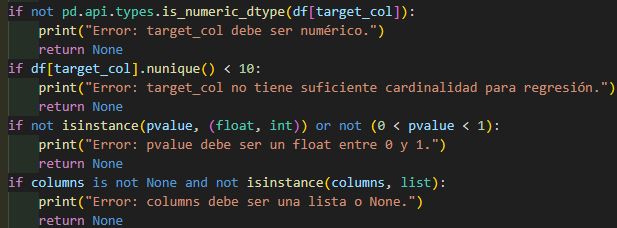 if not pd.api.types.is_numeric_dtype(df[target_col]):
    print("Error: target_col debe ser numérico.")
    return None
if df[target_col].nunique() < 10:
    print("Error: target_col no tiene suficiente cardinalidad para regresión.")
    return None
if not isinstance(pvalue, (float, int)) or not (0 < pvalue < 1):
    print("Error: pvalue debe ser un float entre 0 y 1.")
    return None
if columns is not None and not isinstance(columns, list):
    print("Error: columns debe ser una lista o None.")
    return None